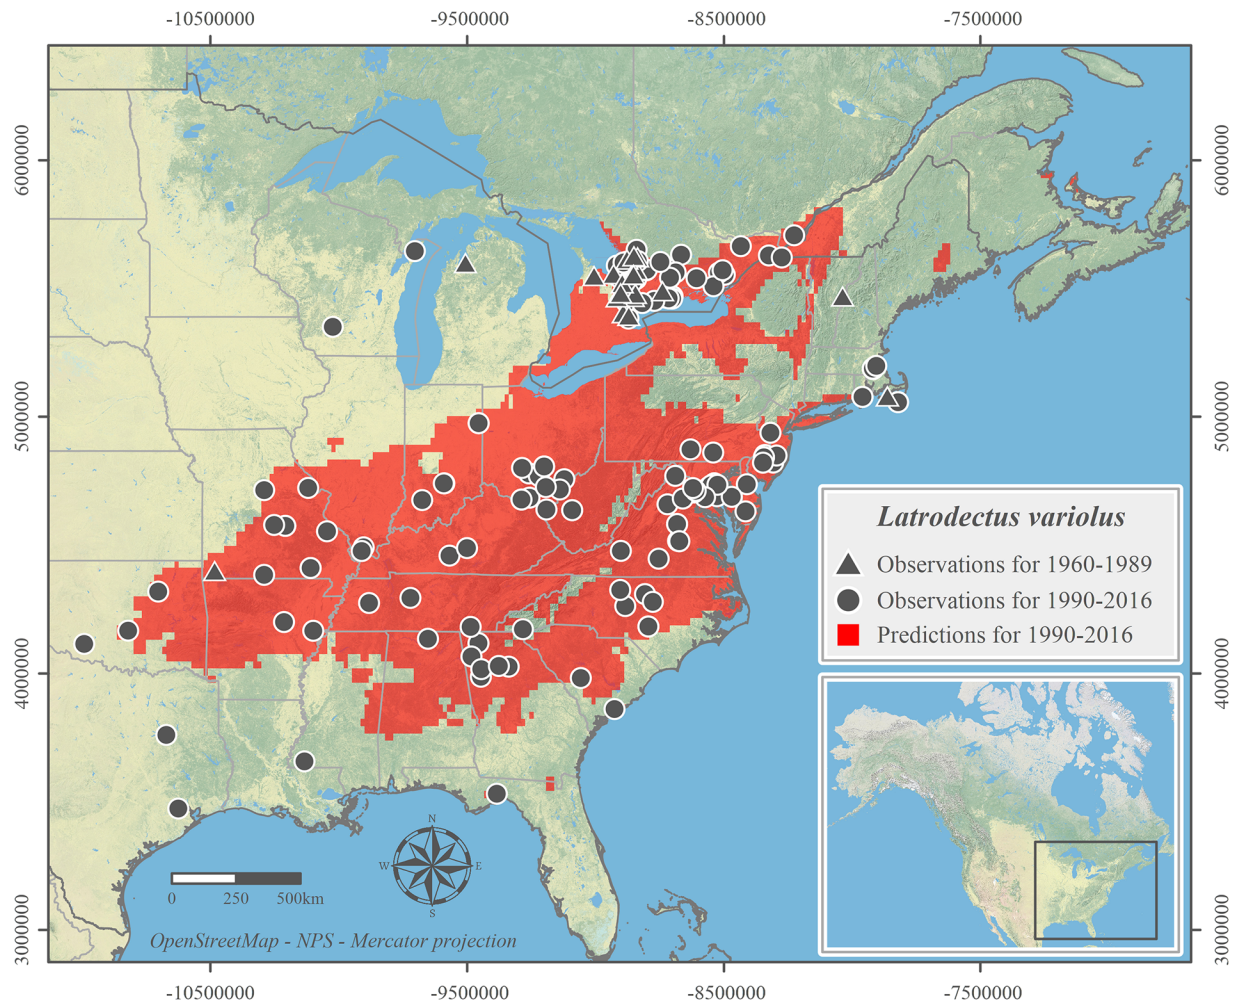 -10500000 -9500000 -8500000 -7500000
6000000 6000000
5000000 5000000
4000000 4000000
3000000 3000000
Latrodectus variolus
Observations for 1960-1989
Observations for 1990-2016
Predictions for 1990-2016
N
W E
S
0 250 500km
OpenStreetMap - NPS - Mercator projection
-10500000 -9500000 -8500000 -7500000